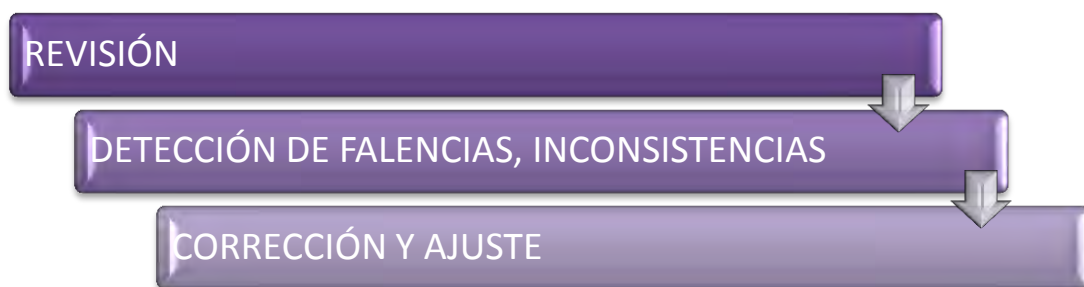 REVISIÓN
DETECCIÓN DE FALENCIAS, INCONSISTENCIAS
CORRECCIÓN Y AJUSTE